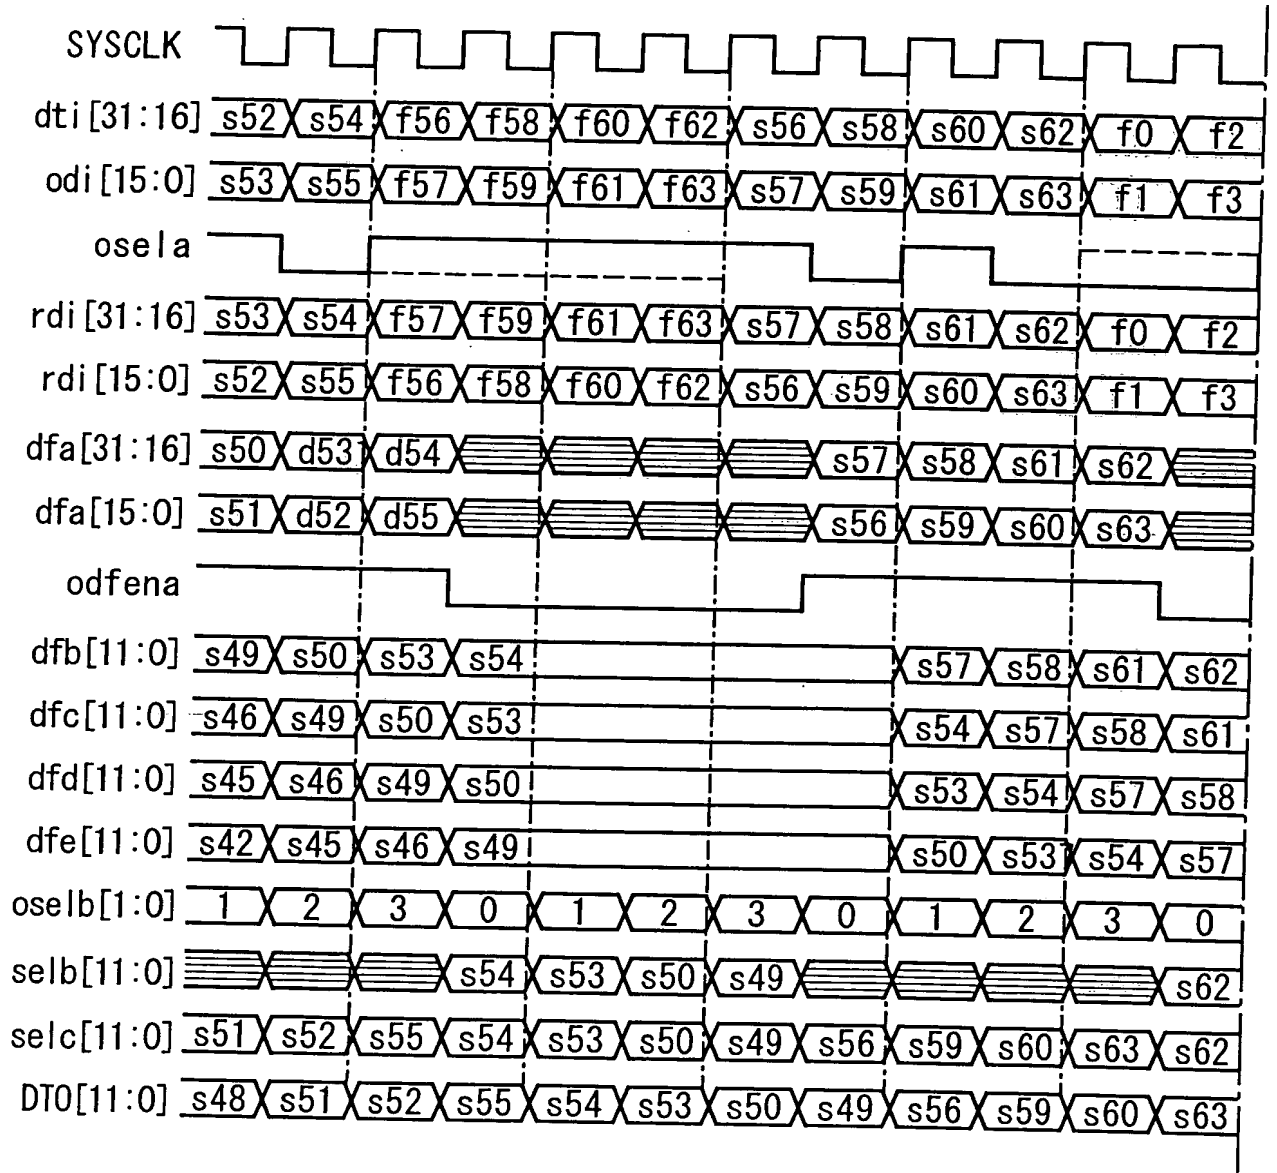 SYSCLK
dti[31:16] s52 s54 f56 f58 f60 f62 s56 s58 s60 s62 f0 f2
odi[15:0] s53 s55 f57 f59 f61 f63 s57 s59 s61 s63 f1 f3
osela
rdi[31:16] s53 s54 f57 f59 f61 f63 s57 s58 s61 s62 f0 f2
rdi[15:0] s52 s55 f56 f58 f60 f62 s56 s59 s60 s63 f1 f3
dfa[31:16] s50 d53 d54 s57 s58 s61 s62
dfa[15:0] s51 d52 d55 s56 s59 s60 s63
odfena
dfb[11:0] s49 s50 s53 s54 s57 s58 s61 s62
dfc[11:0] s46 s49 s50 s53 s54 s57 s58 s61
dfd[11:0] s45 s46 s49 s50 s53 s54 s57 s58
dfe[11:0] s42 s45 s46 s49 s50 s53 s54 s57
oselb[1:0] 1 2 3 0 1 2 3 0 1 2 3 0
selb[11:0] s54 s53 s50 s49 s62
selc[11:0] s51 s52 s55 s54 s53 s50 s49 s56 s59 s60 s63 s62
DTO[11:0] s48 s51 s52 s55 s54 s53 s50 s49 s56 s59 s60 s63